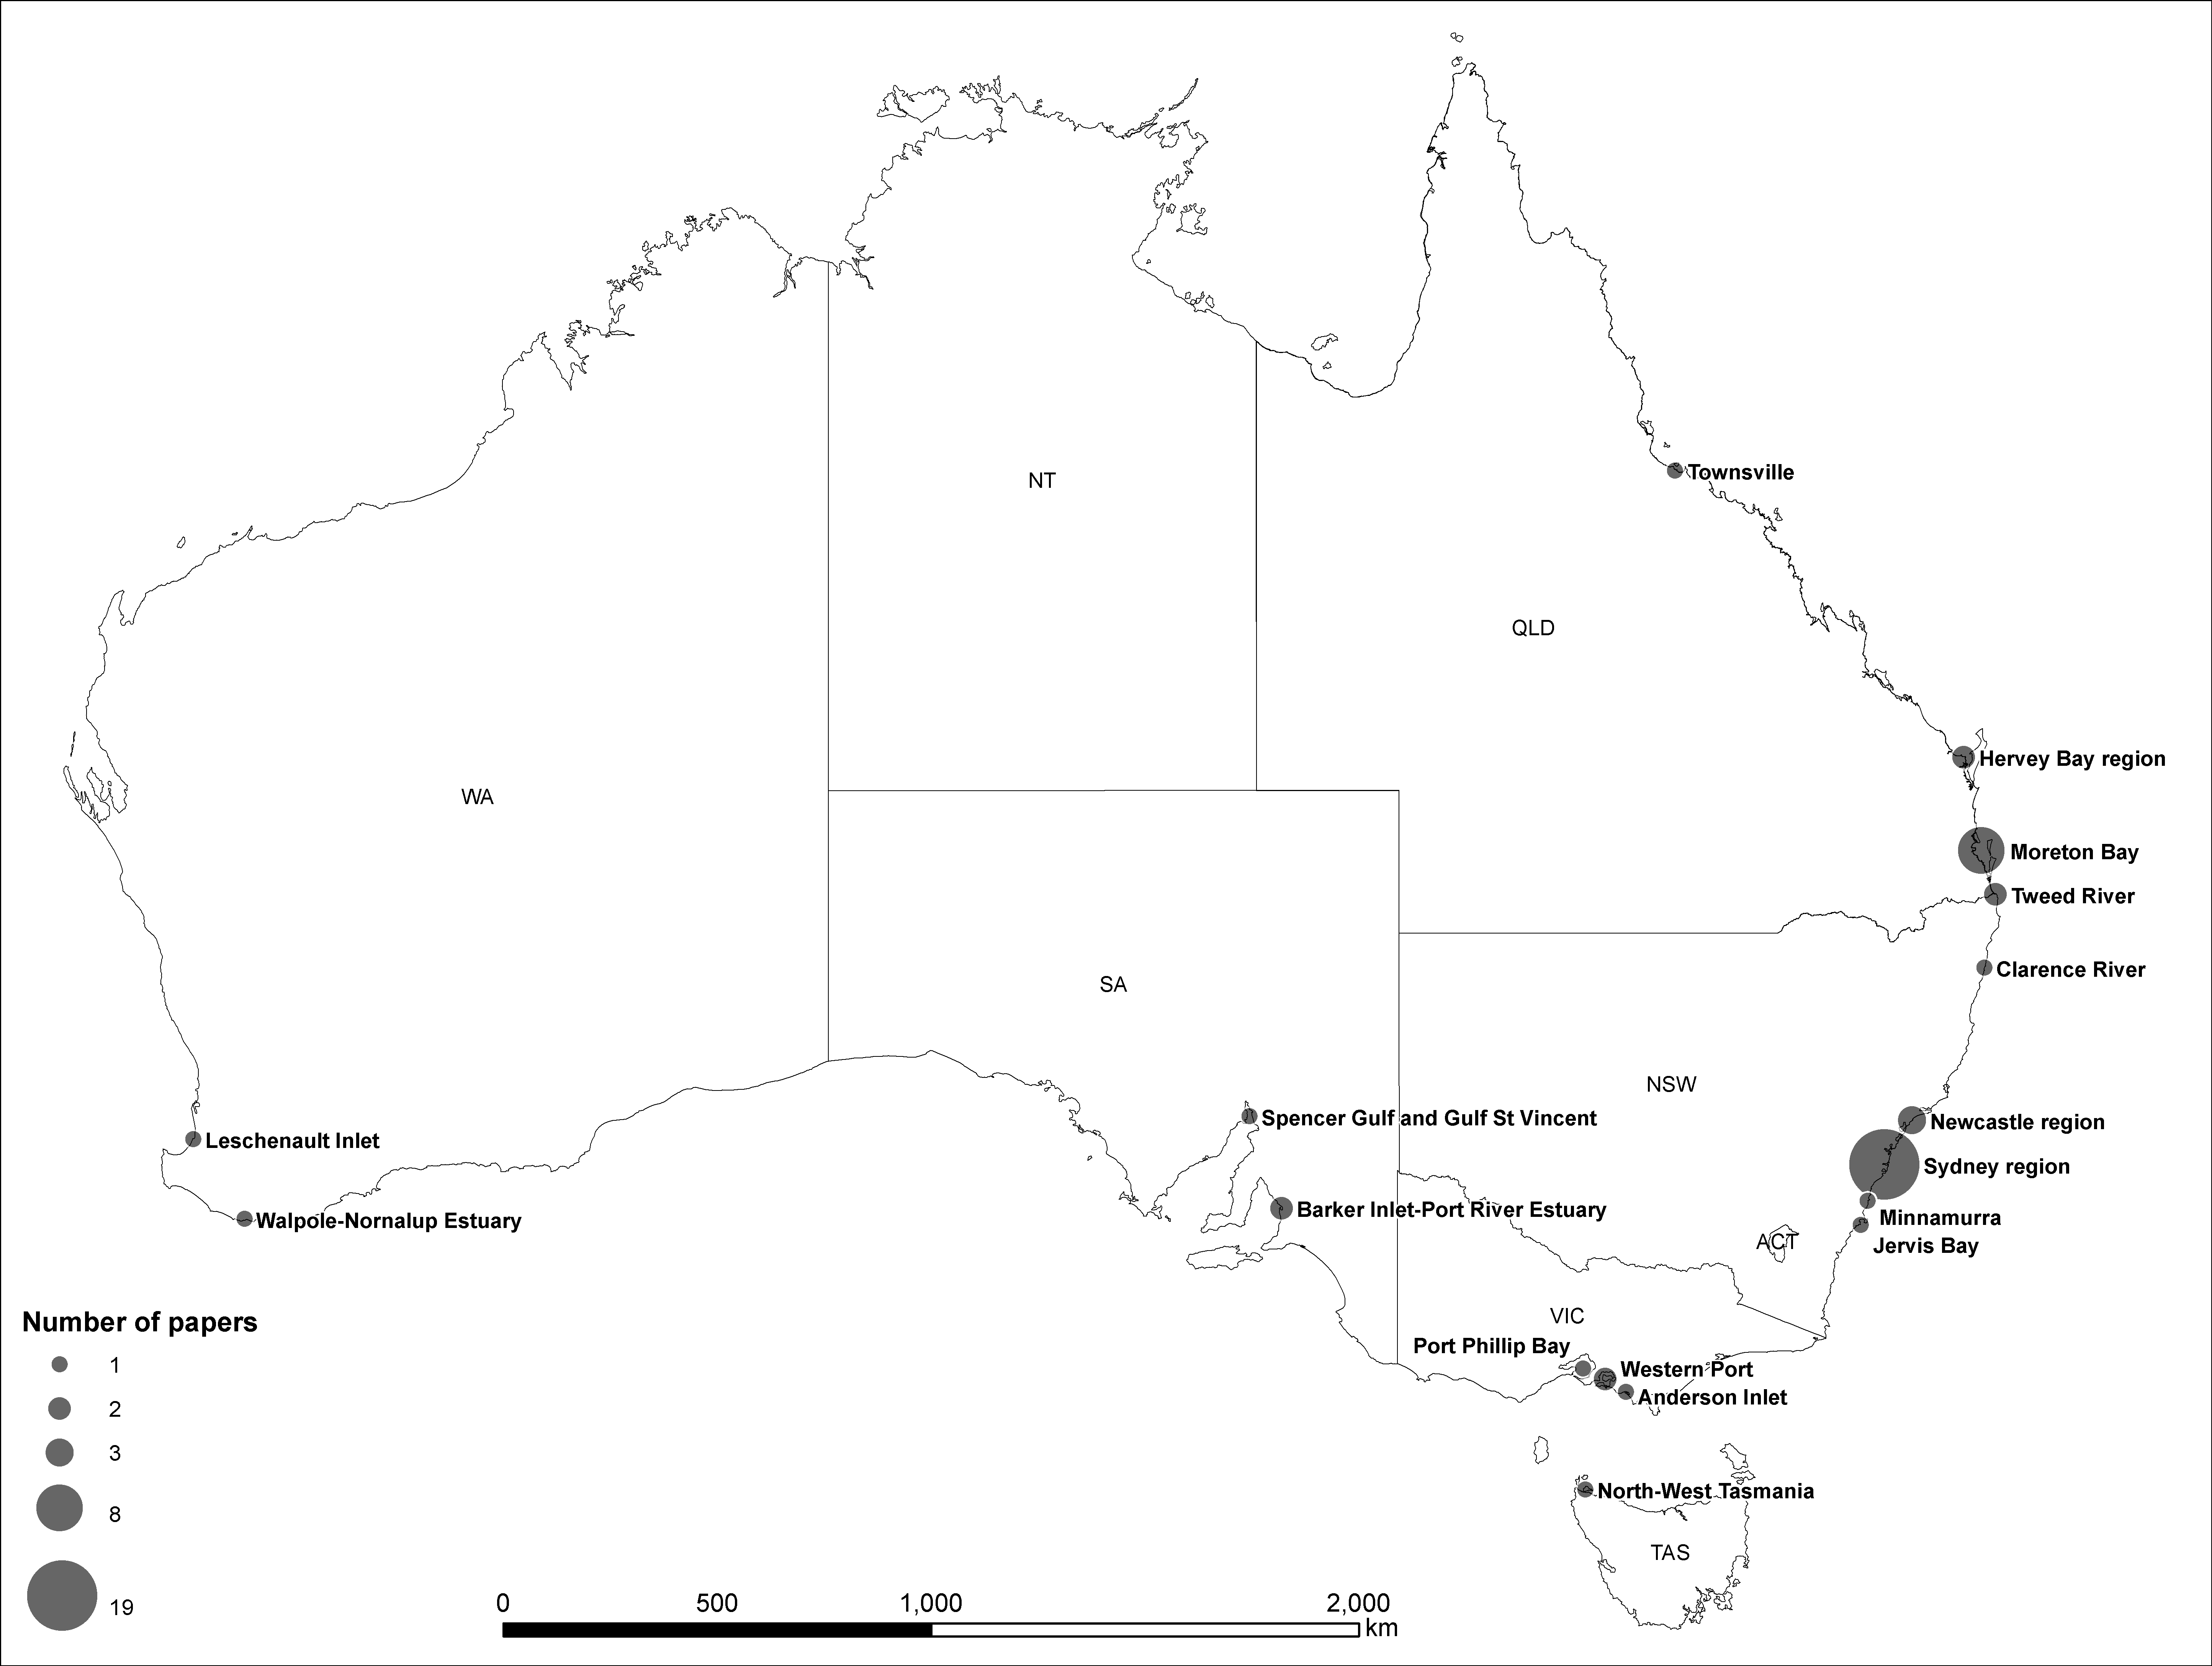 NT
Townsville
QLD
Hervey Bay region
WA
Moreton Bay
Tweed River
Clarence River
SA
NSW
Spencer Gulf and Gulf St Vincent
Newcastle region
Leschenault Inlet
Sydney region
Barker Inlet-Port River Estuary
Walpole-Nornalup Estuary
Minnamurra
ACT
Jervis Bay
VIC
Port Phillip Bay
Western Port
Anderson Inlet
North-West Tasmania
TAS
Number of papers
1
2
3
8
19
0 500 1,000 2,000
km